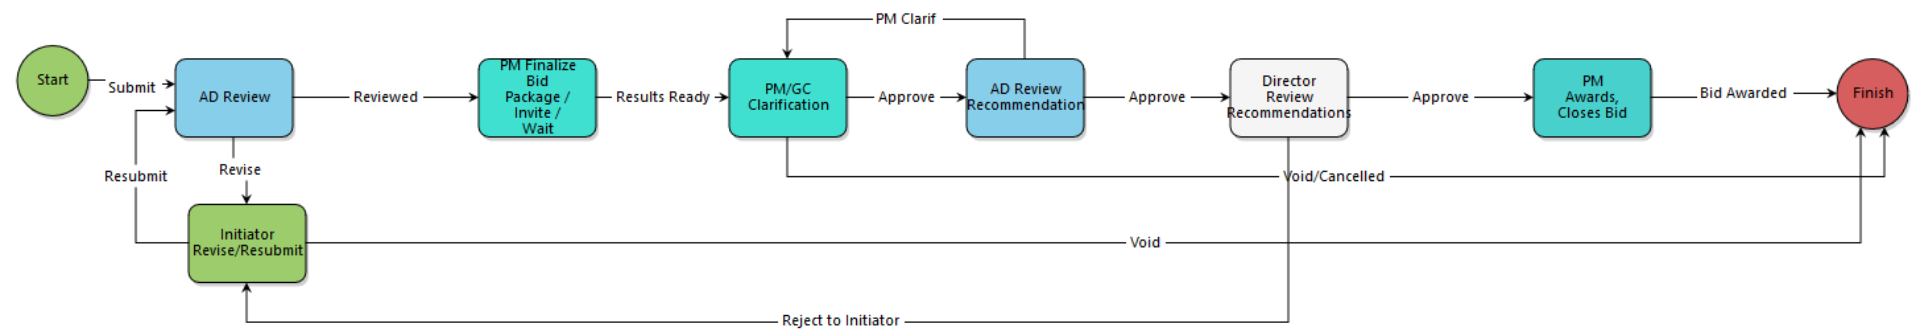 PM Clarif
Start
Submit
AD Review
Reviewed
PM Finalize
Bid
Package /
Invite /
Wait
Results Ready
PM/GC
Clarification
Approve
AD Review
Recommendation
Approve
Director
Review
Recommendations
Approve
PM
Awards,
Closes Bid
Bid Awarded
Finish
Resubmit
Revise
Void/Cancelled
Initiator
Revise/Resubmit
Void
Reject to Initiator